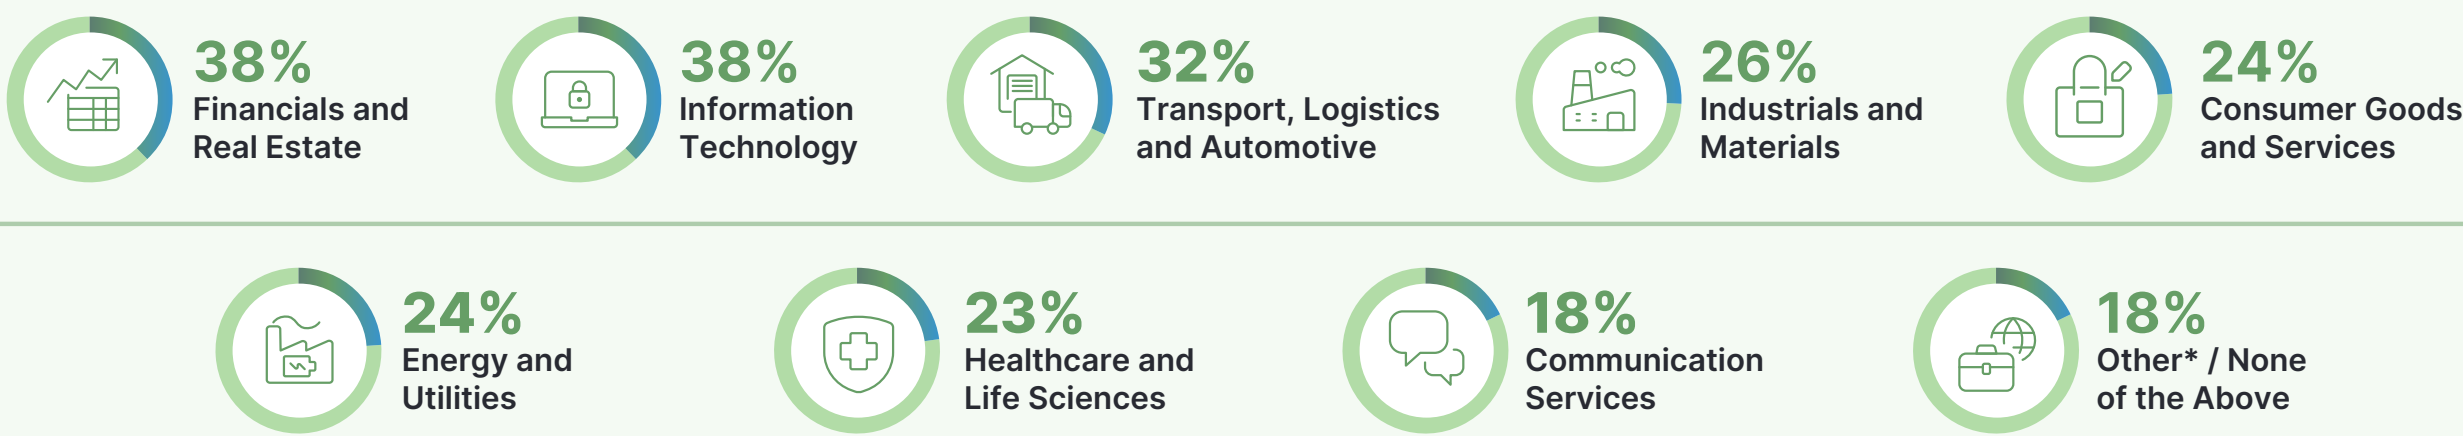 38%
Financials and
Real Estate
38%
Information
Technology
32%
Transport, Logistics
and Automotive
26%
Industrials and
Materials
24%
Consumer Goods
and Services
24%
Energy and
Utilities
23%
Healthcare and
Life Sciences
18%
Communication
Services
18%
Other* / None
of the Above